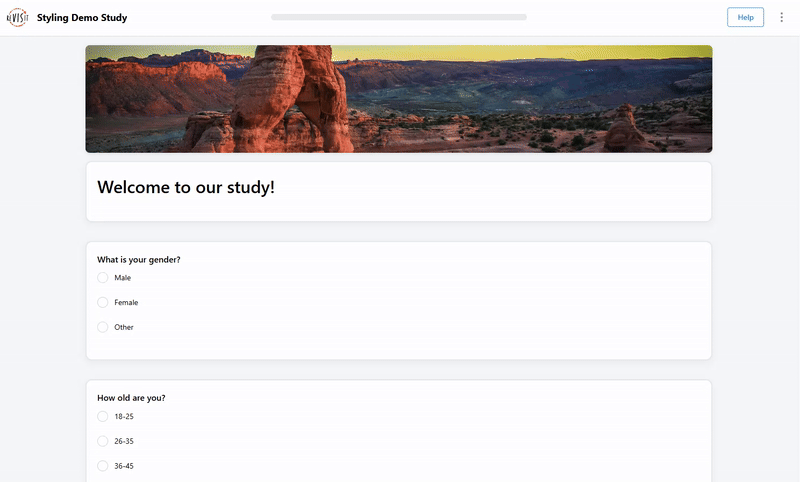 REVISIT
Styling Demo Study
Help
Welcome to our study!
What is your gender?
Male
Female
Other
How old are you?
18-25
26-35
36-45